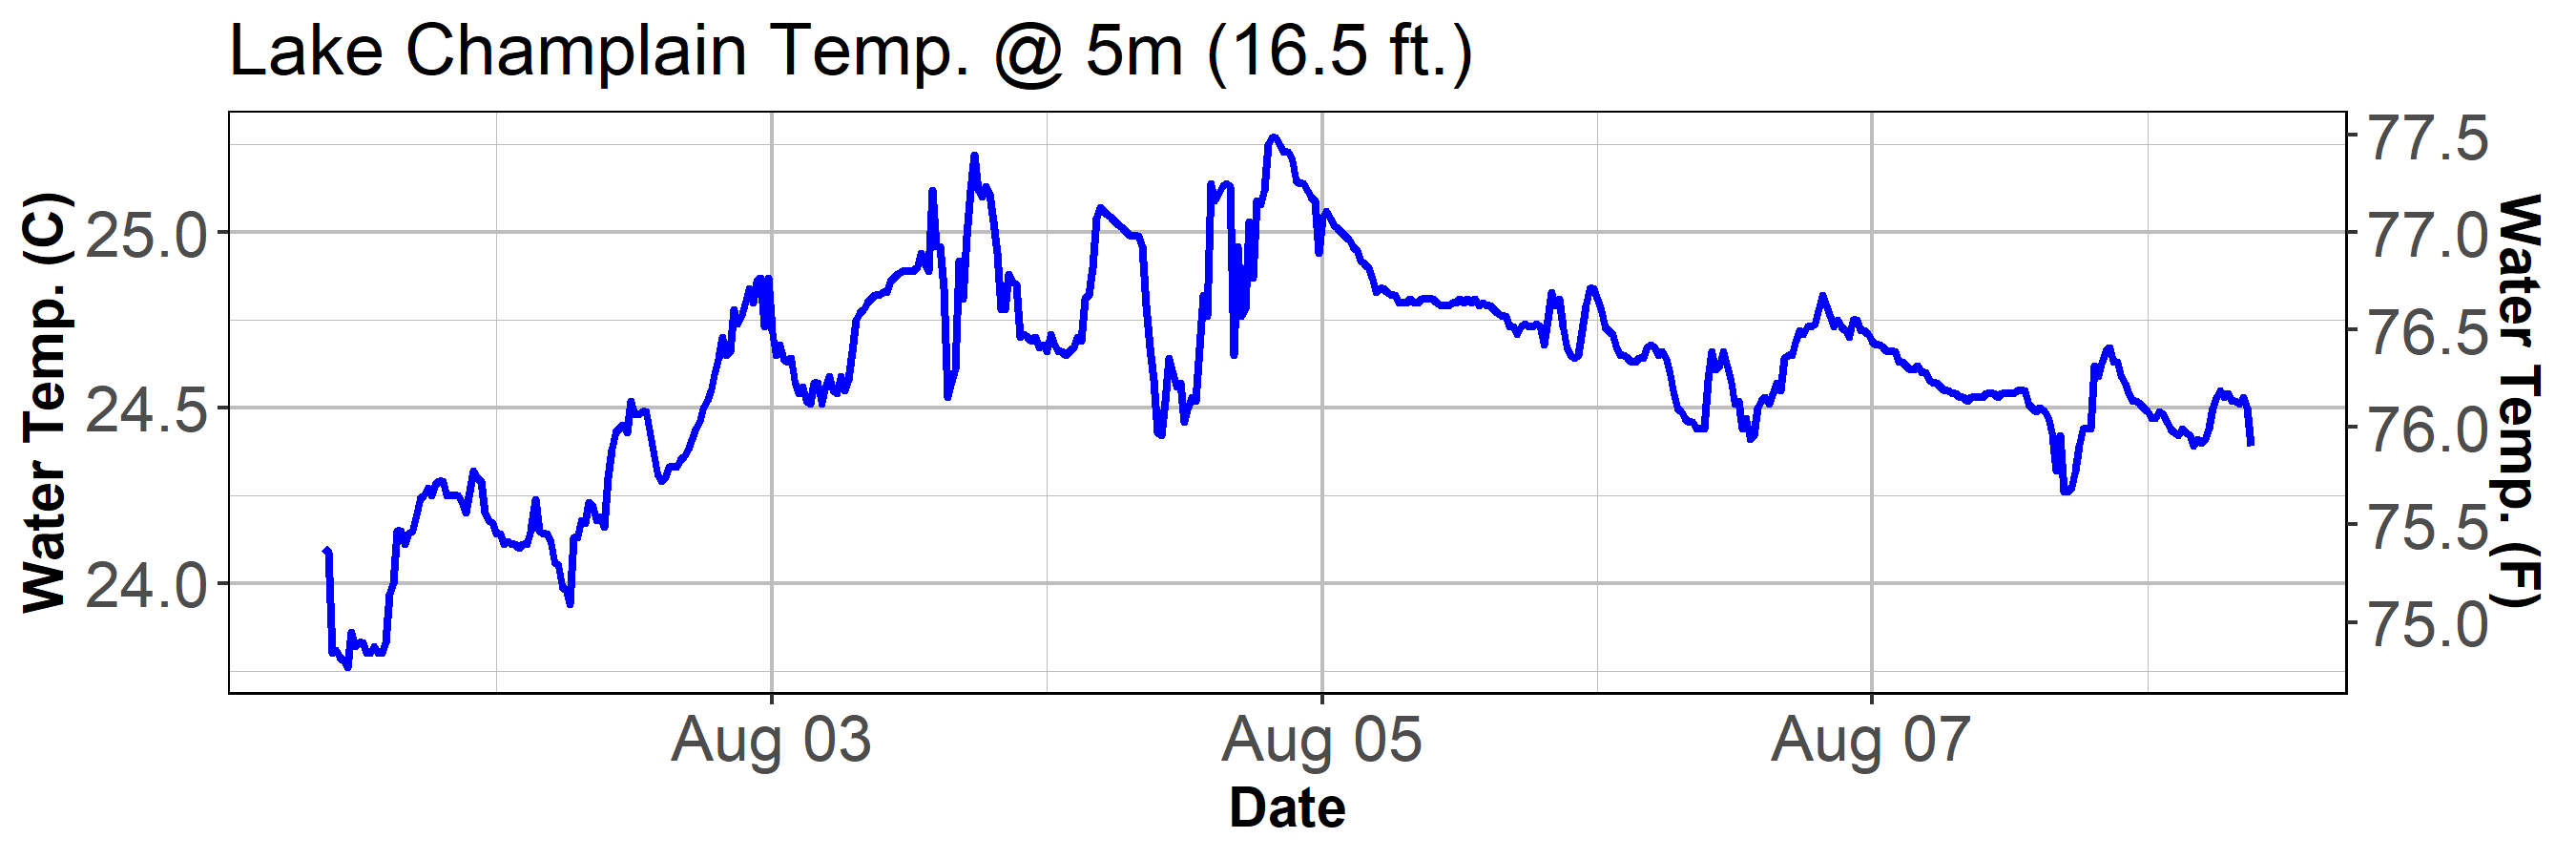 Lake Champlain Temp. @ 5m (16.5 ft.)
Water Temp. (C)
25.0
24.5
24.0
77.5
77.0
76.5
76.0
75.5
75.0
Water Temp. (F)
Aug 03
Aug 05
Aug 07
Date